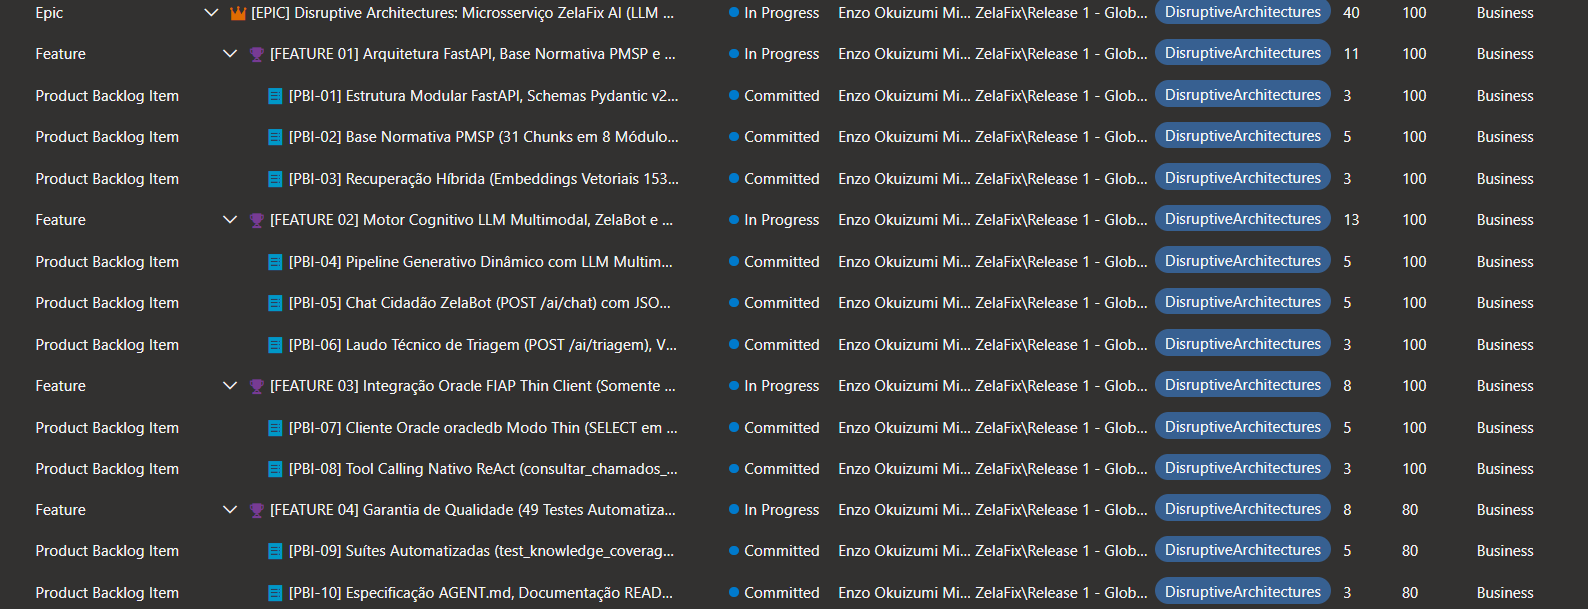 Epic [EPIC] Disruptive Architectures: Microsserviço ZelaFix AI (LLM ... In Progress Enzo Okuizumi Mi... ZelaFix\Release 1 - Glob... DisruptiveArchitectures 40 100 Business
Feature [FEATURE 01] Arquitetura FastAPI, Base Normativa PMSP e ... In Progress Enzo Okuizumi Mi... ZelaFix\Release 1 - Glob... DisruptiveArchitectures 11 100 Business
Product Backlog Item [PBI-01] Estrutura Modular FastAPI, Schemas Pydantic v2... Committed Enzo Okuizumi Mi... ZelaFix\Release 1 - Glob... DisruptiveArchitectures 3 100 Business
Product Backlog Item [PBI-02] Base Normativa PMSP (31 Chunks em 8 Módulo... Committed Enzo Okuizumi Mi... ZelaFix\Release 1 - Glob... DisruptiveArchitectures 5 100 Business
Product Backlog Item [PBI-03] Recuperação Híbrida (Embeddings Vetoriais 153... Committed Enzo Okuizumi Mi... ZelaFix\Release 1 - Glob... DisruptiveArchitectures 3 100 Business
Feature [FEATURE 02] Motor Cognitivo LLM Multimodal, ZelaBot e ... In Progress Enzo Okuizumi Mi... ZelaFix\Release 1 - Glob... DisruptiveArchitectures 13 100 Business
Product Backlog Item [PBI-04] Pipeline Generativo Dinâmico com LLM Multim... Committed Enzo Okuizumi Mi... ZelaFix\Release 1 - Glob... DisruptiveArchitectures 5 100 Business
Product Backlog Item [PBI-05] Chat Cidadão ZelaBot (POST /ai/chat) com JSO... Committed Enzo Okuizumi Mi... ZelaFix\Release 1 - Glob... DisruptiveArchitectures 5 100 Business
Product Backlog Item [PBI-06] Laudo Técnico de Triagem (POST /ai/triagem), V... Committed Enzo Okuizumi Mi... ZelaFix\Release 1 - Glob... DisruptiveArchitectures 3 100 Business
Feature [FEATURE 03] Integração Oracle FIAP Thin Client (Somente ... In Progress Enzo Okuizumi Mi... ZelaFix\Release 1 - Glob... DisruptiveArchitectures 8 100 Business
Product Backlog Item [PBI-07] Cliente Oracle oracledb Modo Thin (SELECT em ... Committed Enzo Okuizumi Mi... ZelaFix\Release 1 - Glob... DisruptiveArchitectures 5 100 Business
Product Backlog Item [PBI-08] Tool Calling Nativo ReAct (consultar_chamados_... Committed Enzo Okuizumi Mi... ZelaFix\Release 1 - Glob... DisruptiveArchitectures 3 100 Business
Feature [FEATURE 04] Garantia de Qualidade (49 Testes Automatiza... In Progress Enzo Okuizumi Mi... ZelaFix\Release 1 - Glob... DisruptiveArchitectures 8 80 Business
Product Backlog Item [PBI-09] Suítes Automatizadas (test_knowledge_coverag... Committed Enzo Okuizumi Mi... ZelaFix\Release 1 - Glob... DisruptiveArchitectures 5 80 Business
Product Backlog Item [PBI-10] Especificação AGENT.md, Documentação READ... Committed Enzo Okuizumi Mi... ZelaFix\Release 1 - Glob... DisruptiveArchitectures 3 80 Business